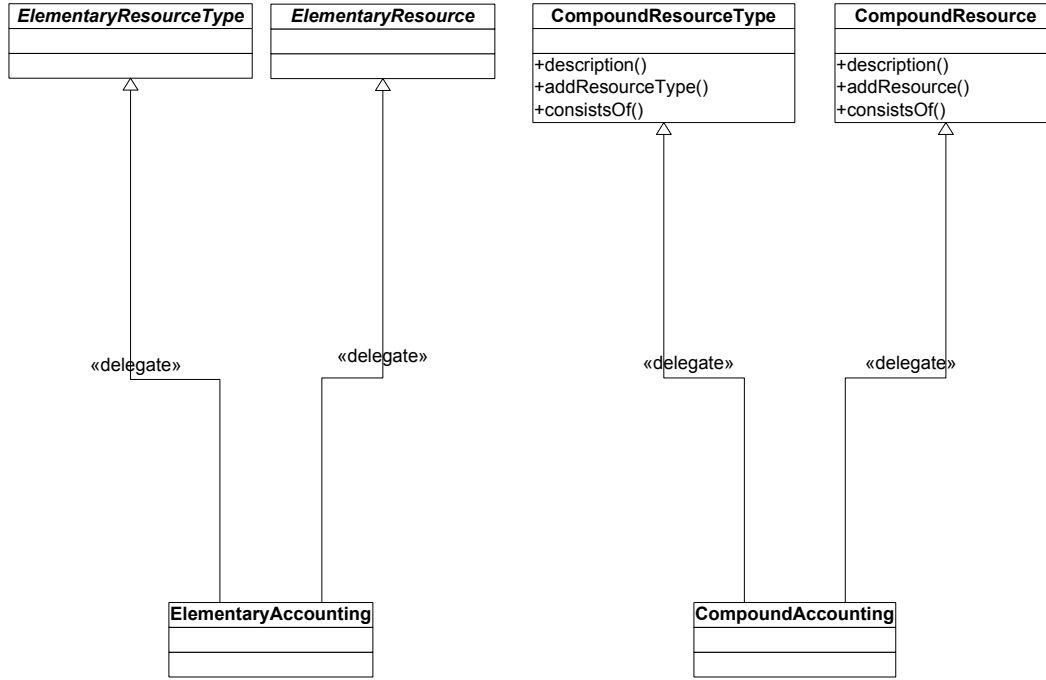 ElementaryResourceType
ElementaryResource
CompoundResourceType
+description()
+addResourceType()
+consistsOf()
CompoundResource
+description()
+addResource()
+consistsOf()
«delegate»
«delegate»
«delegate»
«delegate»
ElementaryAccounting
CompoundAccounting